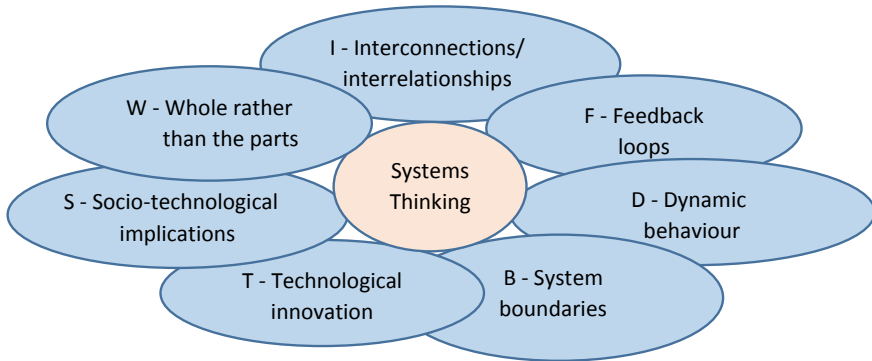 I - Interconnections/
interrelationships
W - Whole rather
than the parts
F - Feedback
loops
Systems
Thinking
S - Socio-technological
implications
D - Dynamic
behaviour
T - Technological
innovation
B - System
boundaries